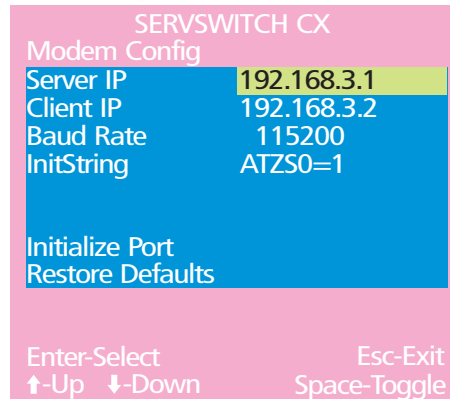 SERVSWITCH CX
Modem Config
Server IP 192.168.3.1
Client IP 192.168.3.2
Baud Rate 115200
InitString ATZS0=1
Initialize Port
Restore Defaults
Enter-Select Esc-Exit
↑-Up ↓-Down Space-Toggle